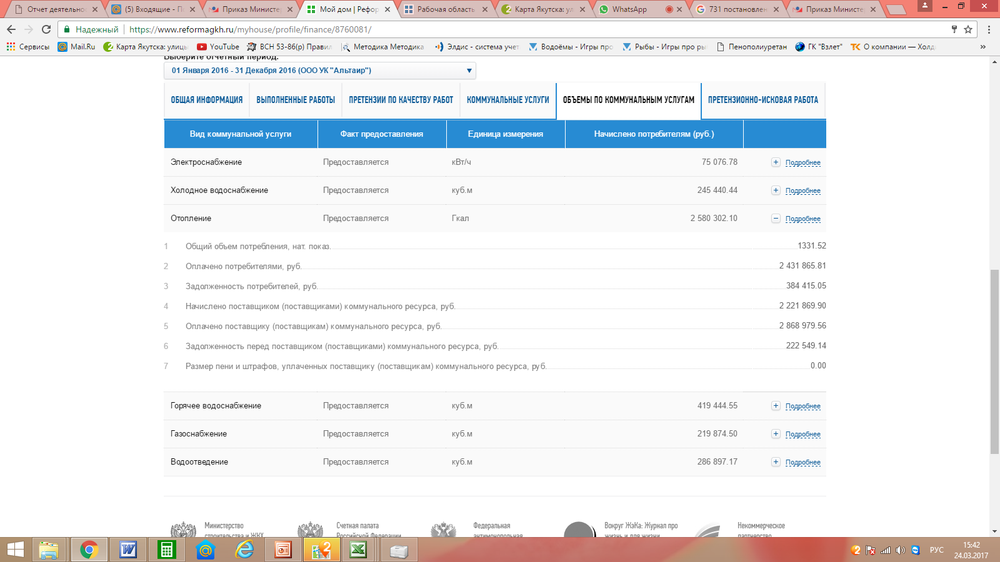 Отчет деятельно
(5) Входящие - П
Приказ Министер
Мой дом | Рефор
Рабочая область
Карта Якутска: ул
WhatsApp
731 постановлен
Приказ Министер
Надежный https://www.reformagkh.ru/myhouse/profile/finance/8760081/
Сервисы Mail.Ru Карта Якутска: улицы YouTube ВСН 53-86(р) Правил Методика Методика Элдис - система учет Водоёмы - Игры про Рыбы - Игры про ры Пенополиуретан ГК "Взлет" О компании — Холд »
Выберите отчетный период:
01 Января 2016 - 31 Декабря 2016 (ООО УК "Альтаир")
ОБЩАЯ ИНФОРМАЦИЯ ВЫПОЛНЕННЫЕ РАБОТЫ ПРЕТЕНЗИИ ПО КАЧЕСТВУ РАБОТ КОММУНАЛЬНЫЕ УСЛУГИ ОБЪЕМЫ ПО КОММУНАЛЬНЫМ УСЛУГАМ ПРЕТЕНЗИОННО-ИСКОВАЯ РАБОТА
Вид коммунальной услуги Факт предоставления Единица измерения Начислено потребителям (руб.)
Электроснабжение Предоставляется кВт/ч 75 076.78 Подробнее
Холодное водоснабжение Предоставляется куб.м 245 440.44 Подробнее
Отопление Предоставляется Гкал 2 580 302.10 Подробнее
1 Общий объем потребления, нат. показ. 1331.52
2 Оплачено потребителями, руб. 2 431 865.81
3 Задолженность потребителей, руб. 384 415.05
4 Начислено поставщиком (поставщиками) коммунального ресурса, руб. 2 221 869.90
5 Оплачено поставщику (поставщикам) коммунального ресурса, руб. 2 868 979.56
6 Задолженность перед поставщиком (поставщиками) коммунального ресурса, руб. 222 549.14
7 Размер пени и штрафов, уплаченных поставщику (поставщикам) коммунального ресурса, руб. 0.00
Горячее водоснабжение Предоставляется куб.м 419 444.55 Подробнее
Газоснабжение Предоставляется куб.м 219 874.50 Подробнее
Водоотведение Предоставляется куб.м 286 897.17 Подробнее
Министерство Счетная палата Федеральная Вокруг ЖеКа: Журнал про Некоммерческое
строительства и ЖКХ Российской Федерации антимонопольная жизнь и для жизни партнерство
РУС
15:42
24.03.2017